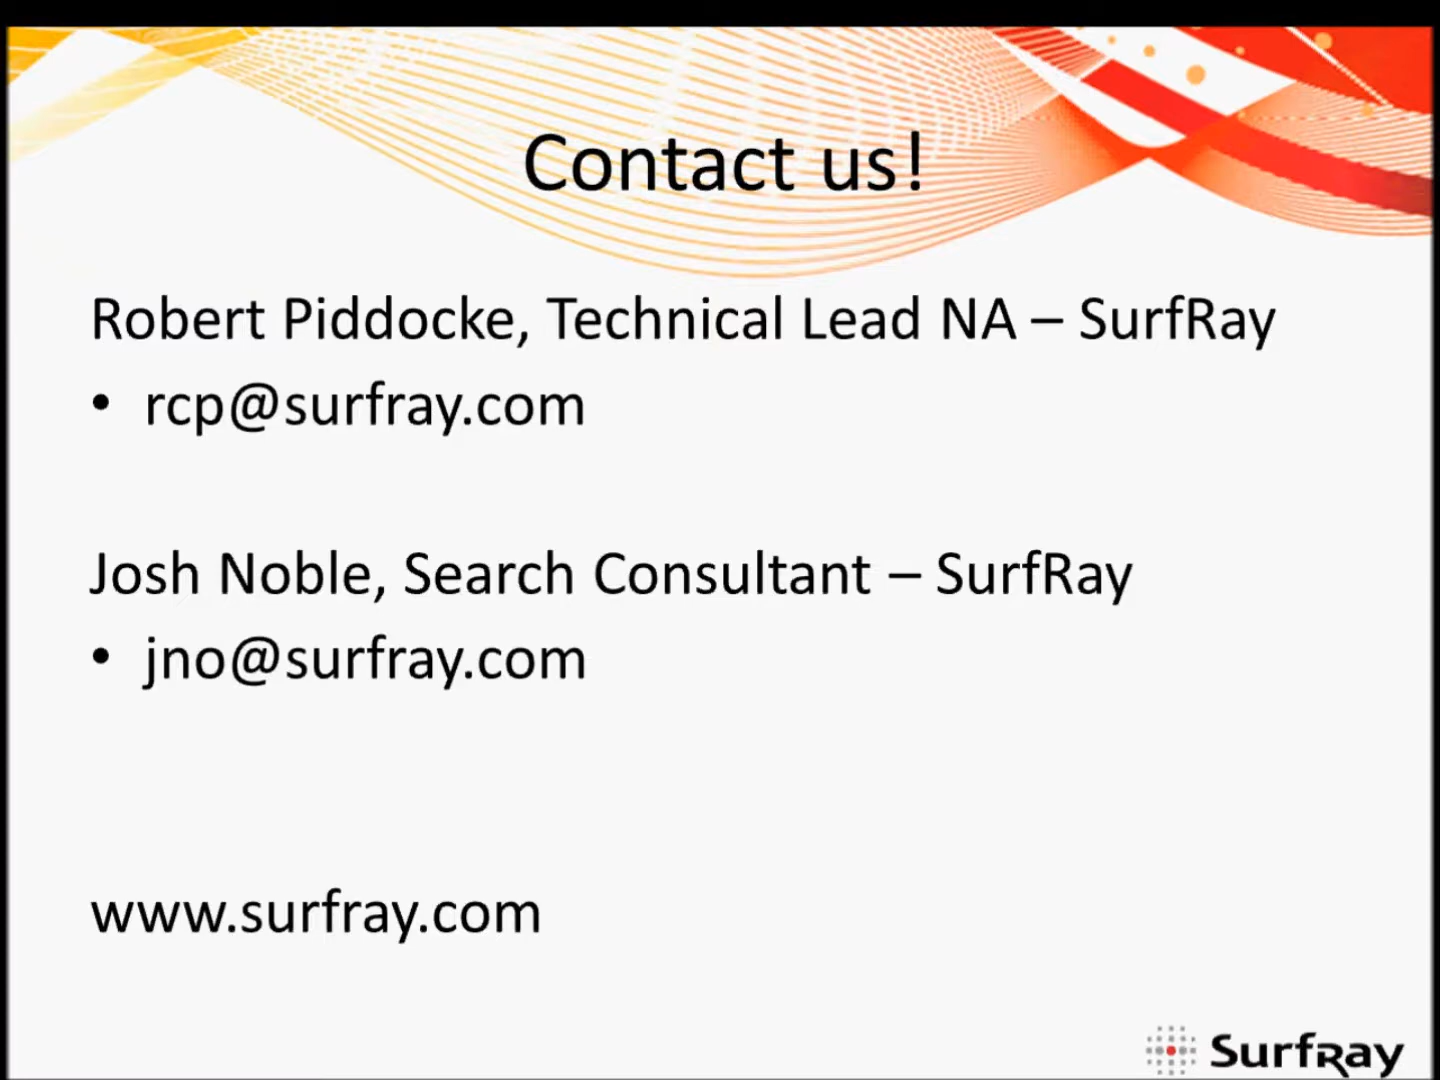 Contact us!
Robert Piddocke, Technical Lead NA – SurfRay
• rcp@surfray.com
Josh Noble, Search Consultant – SurfRay
• jno@surfray.com
www.surfray.com
SurfRay